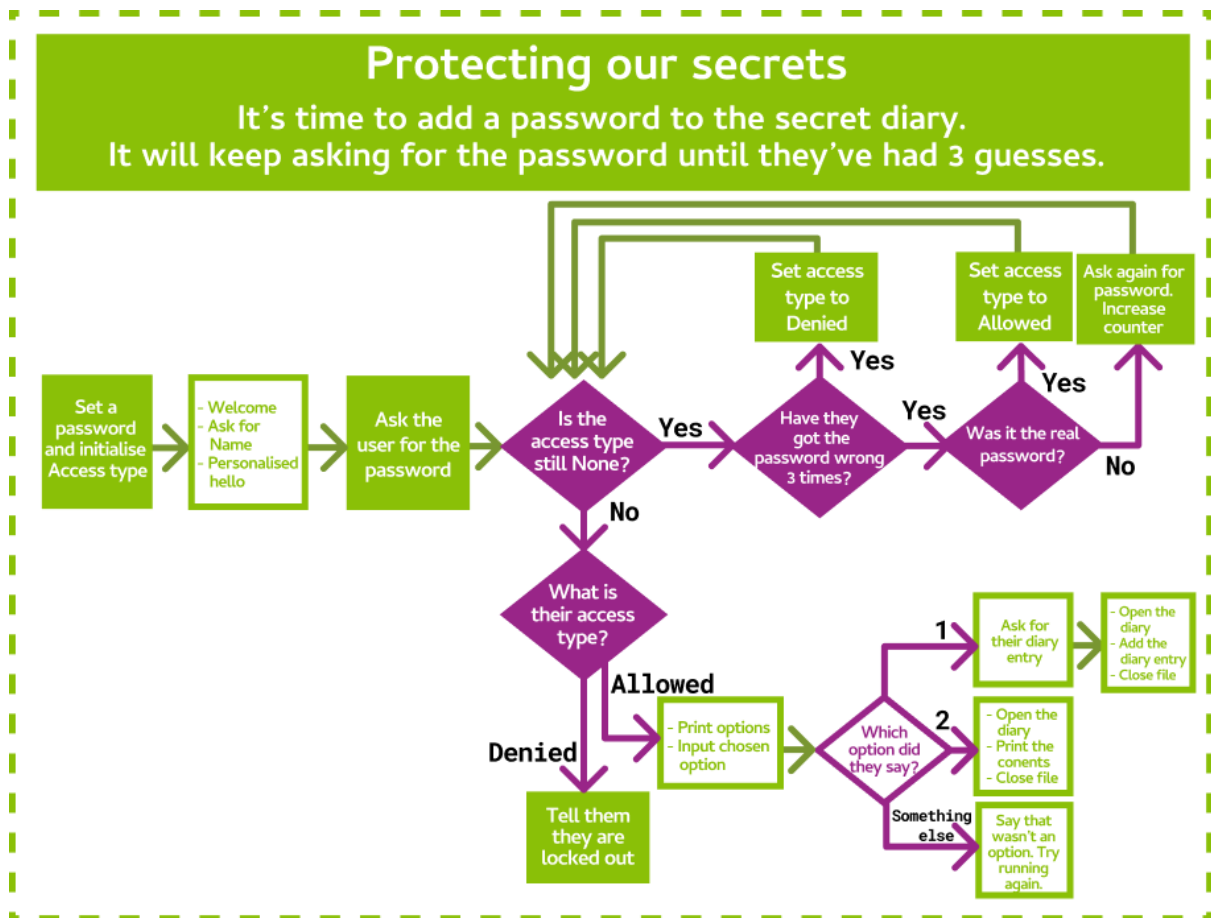 Protecting our secrets
It's time to add a password to the secret diary.
It will keep asking for the password until they've had 3 guesses.
Set access
type to
Denied
Set access
type to
Allowed
Ask again for
password.
Increase
counter
Yes
Yes
Set a
password
and initialise
Access type
- Welcome
- Ask for
Name
- Personalised
hello
Ask the
user for the
password
Is the
access type
still None?
Yes
Have they
got the
password wrong
3 times?
Yes
Was it the real
password?
No
No
What is
their access
type?
Allowed
Denied
Tell them
they are
locked out
- Print options
- Input chosen
option
Which
option did
they say?
1
Ask for
their diary
entry
- Open the
diary
- Add the
diary entry
- Close file
2
- Open the
diary
- Print the
conents
- Close file
Something
else
Say that
wasn't an
option. Try
running
again.